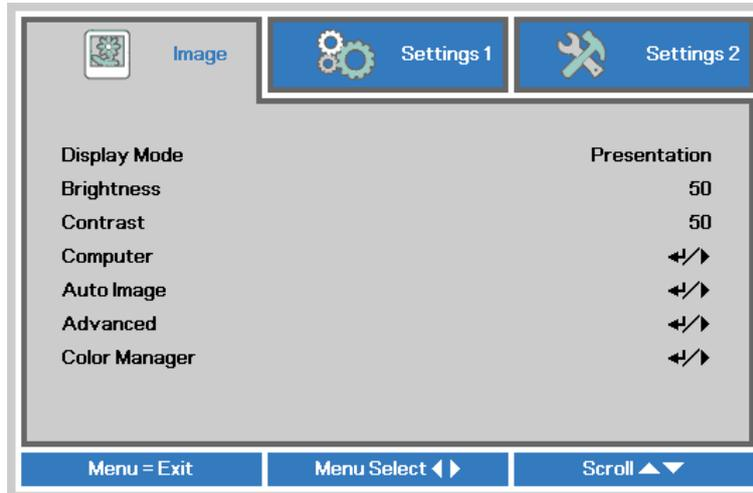 Image Settings 1 Settings 2
Display Mode Presentation
Brightness 50
Contrast 50
Computer
Auto Image
Advanced
Color Manager
Menu = Exit Menu Select Scroll